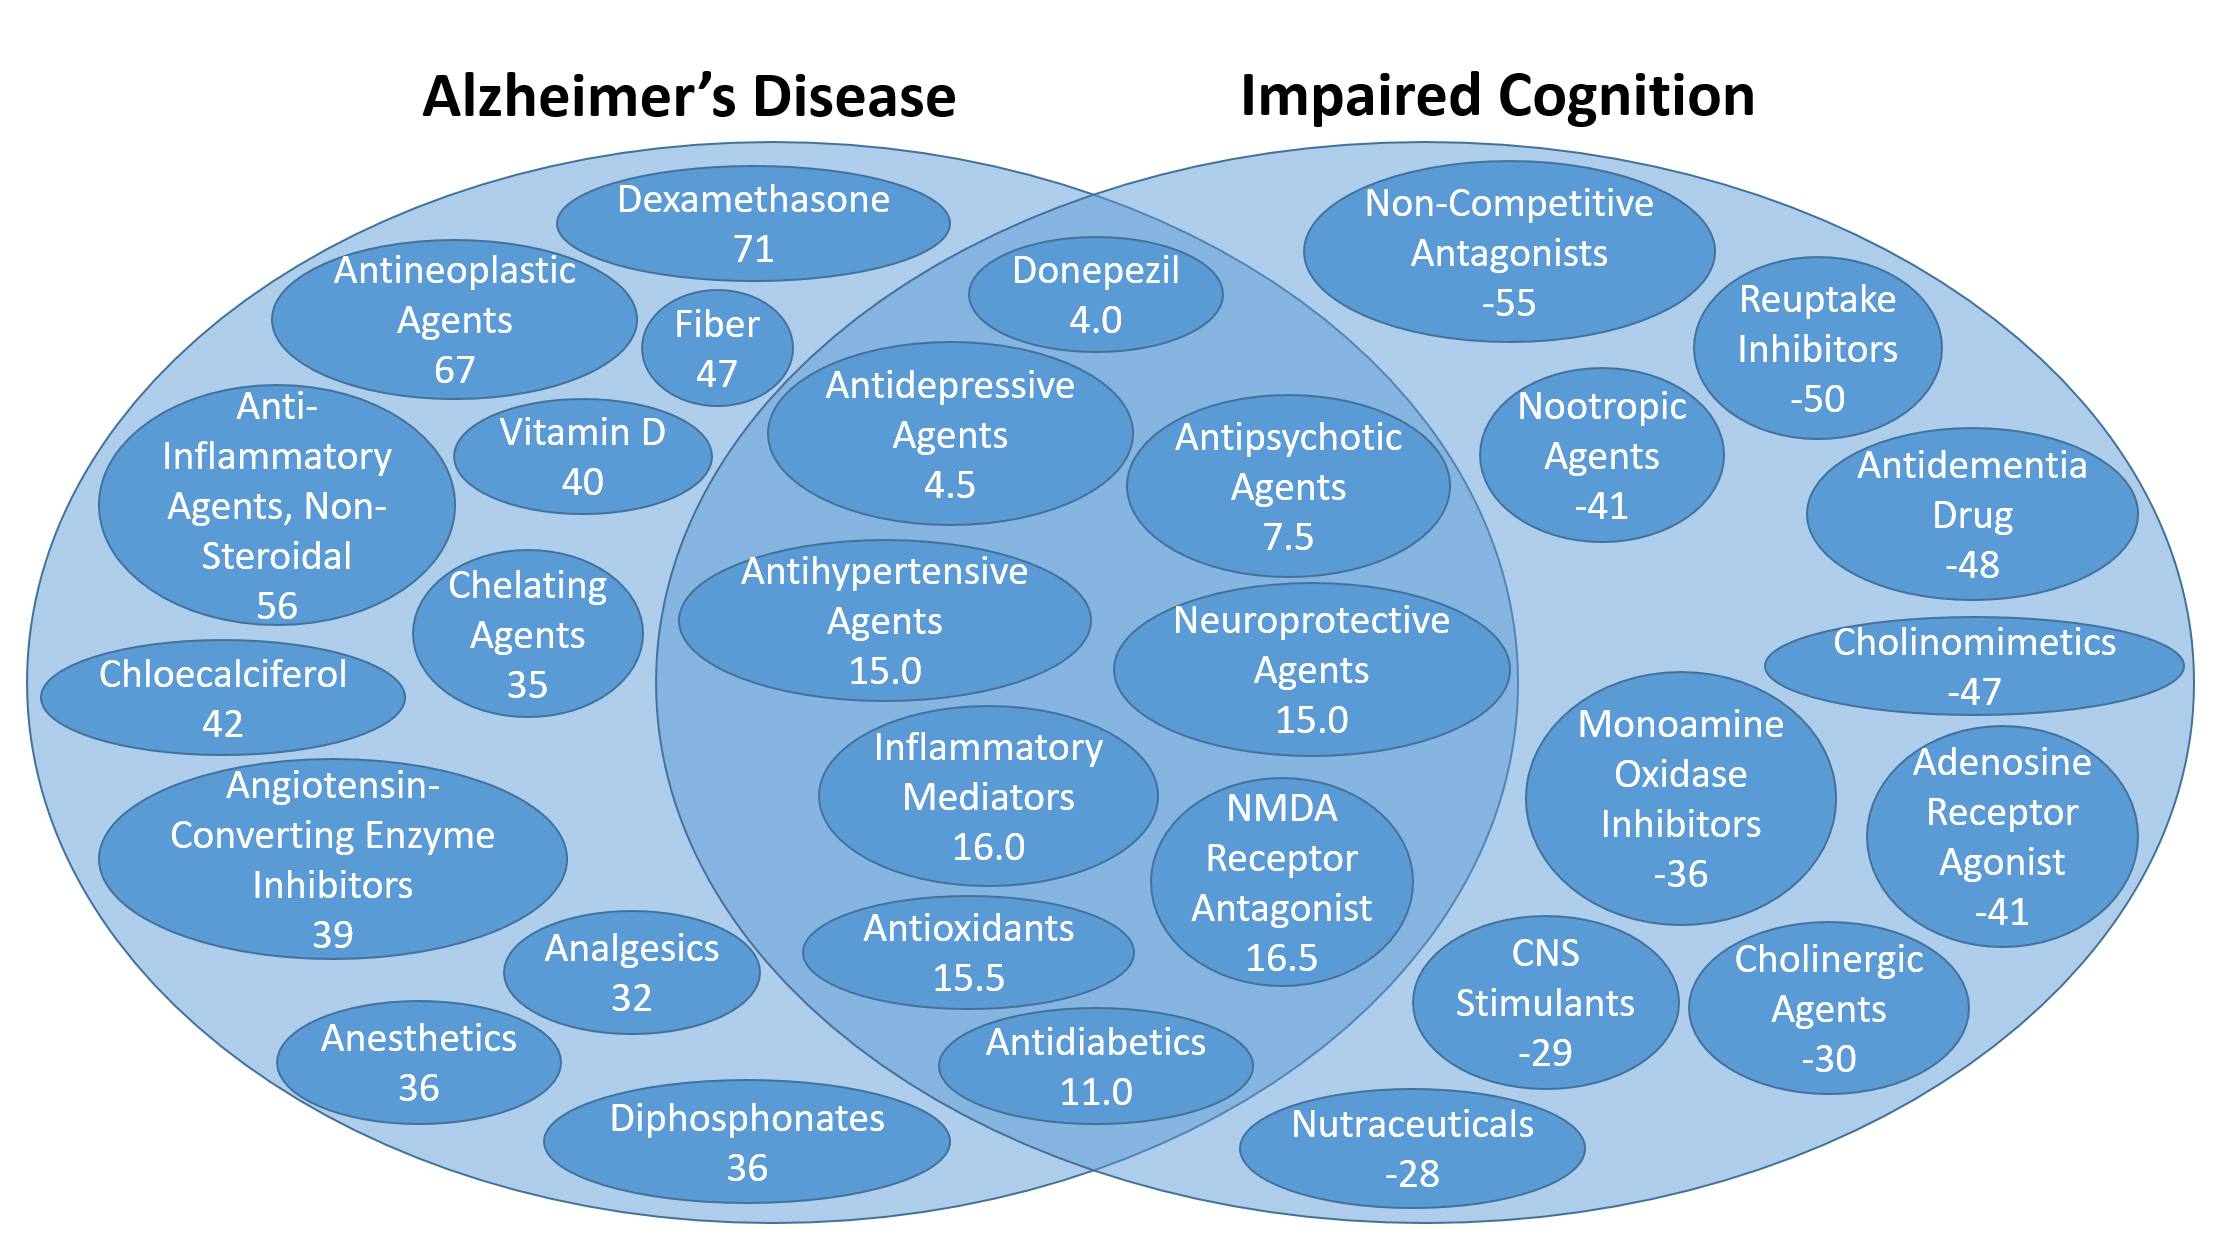 Alzheimer’s Disease
Impaired Cognition
Dexamethasone
71
Antineoplastic
Agents
67
Fiber
47
Anti-
Inflammatory
Agents, Non-
Steroidal
56
Vitamin D
40
Chelating
Agents
35
Chloecalciferol
42
Angiotensin-
Converting Enzyme
Inhibitors
39
Analgesics
32
Anesthetics
36
Diphosphonates
36
Donepezil
4.0
Antidepressive
Agents
4.5
Antipsychotic
Agents
7.5
Antihypertensive
Agents
15.0
Neuroprotective
Agents
15.0
Inflammatory
Mediators
16.0
NMDA
Receptor
Antagonist
16.5
Antioxidants
15.5
Antidiabetics
11.0
Non-Competitive
Antagonists
-55
Reuptake
Inhibitors
-50
Nootropic
Agents
-41
Antidementia
Drug
-48
Cholinomimetics
-47
Monoamine
Oxidase
Inhibitors
-36
Adenosine
Receptor
Agonist
-41
CNS
Stimulants
-29
Cholinergic
Agents
-30
Nutraceuticals
-28